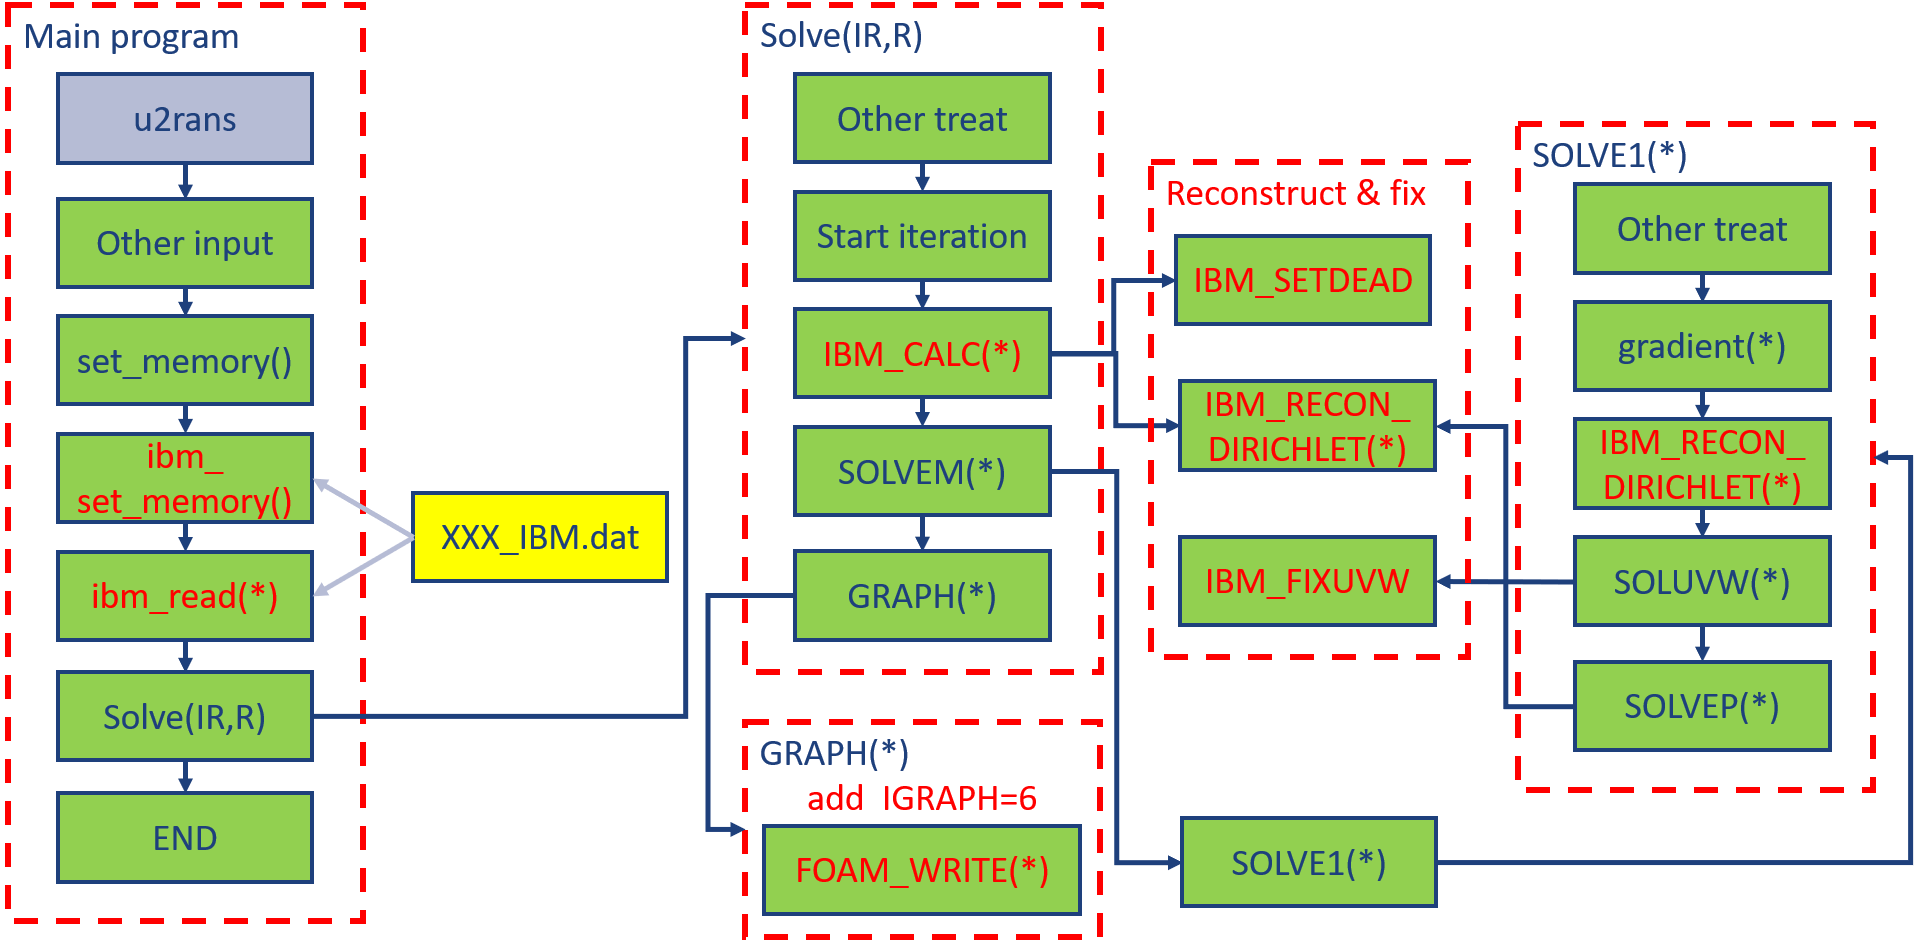 Main program
u2rans
Other input
set_memory()
ibm_
set_memory()
ibm_read(*)
Solve(IR,R)
END
XXX_IBM.dat
Solve(IR,R)
Other treat
Start iteration
IBM_CALC(*)
SOLVEM(*)
GRAPH(*)
GRAPH(*)
add IGRAPH=6
FOAM_WRITE(*)
Reconstruct & fix
IBM_SETDEAD
IBM_RECON_
DIRICHLET(*)
IBM_FIXUVW
SOLVE1(*)
SOLVE1(*)
Other treat
gradient(*)
IBM_RECON_
DIRICHLET(*)
SOLUVW(*)
SOLVEP(*)